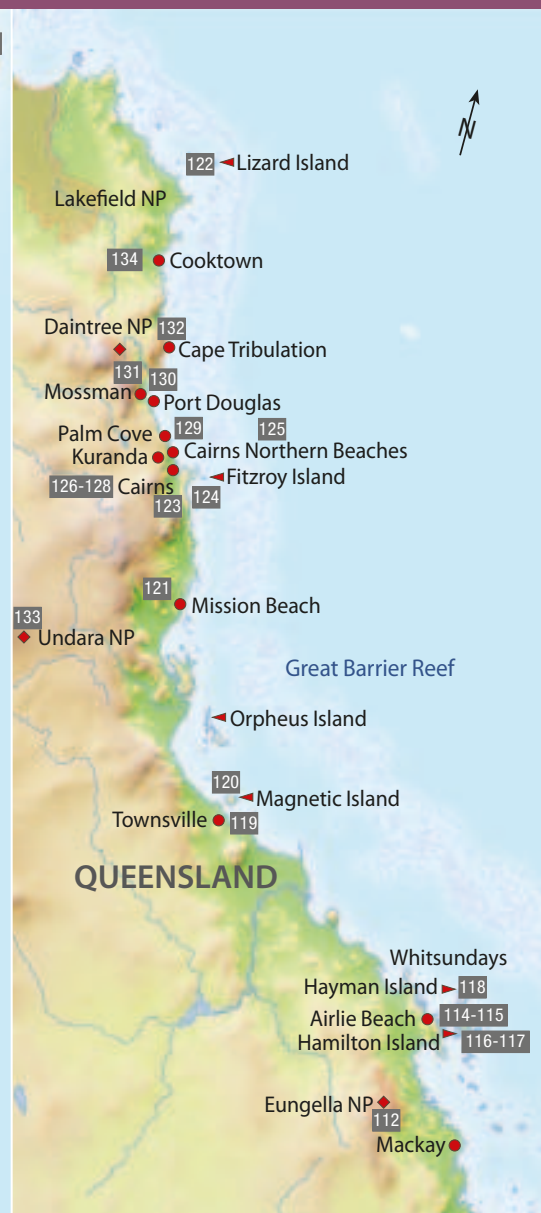 N
122 Lizard Island
Lakefield NP
134 Cooktown
Daintree NP 132
Cape Tribulation
131 130
Mossman
Port Douglas
Palm Cove 129 125
Kuranda Cairns Northern Beaches
126-128 Cairns Fitzroy Island
123 124
121
Mission Beach
133
Undara NP
Great Barrier Reef
Orpheus Island
120
Magnetic Island
Townsville 119
QUEENSLAND
Whitsundays
Hayman Island 118
Airlie Beach 114-115
Hamilton Island 116-117
Eungella NP
112
Mackay